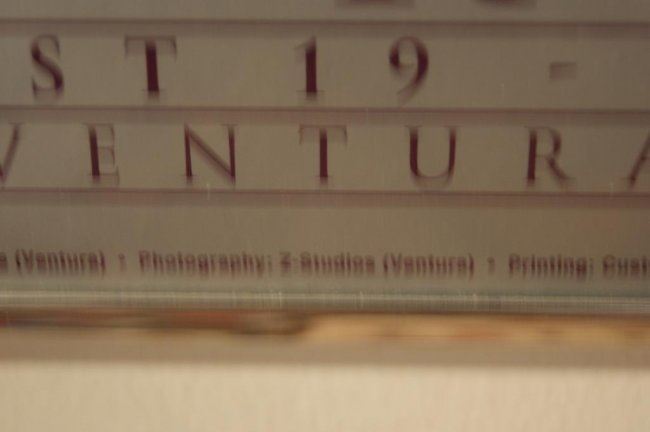 ST 19 -
VENTURA
(Ventura) : Photography: Z-Studios (Ventura) : Printing: